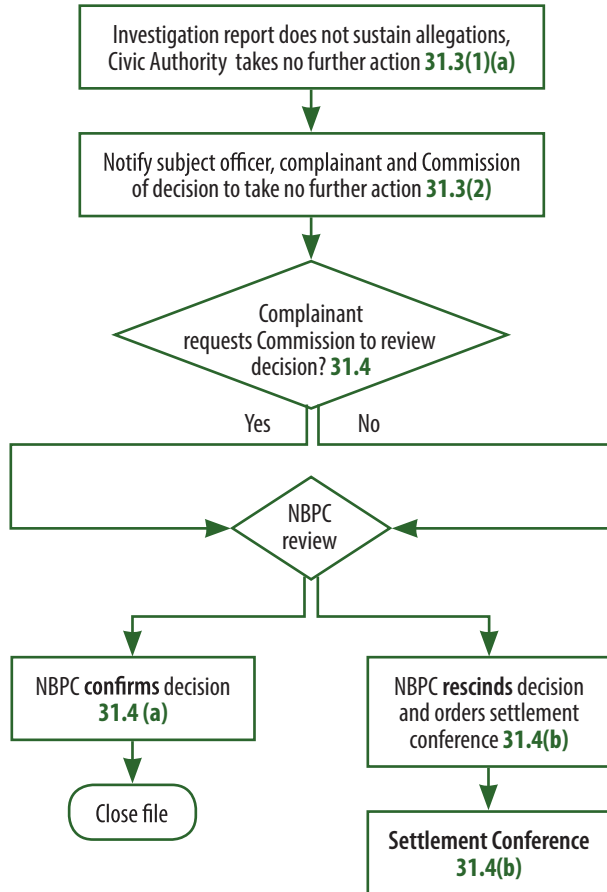 Investigation report does not sustain allegations,
Civic Authority takes no further action 31.3(1)(a)
Notify subject officer, complainant and Commission
of decision to take no further action 31.3(2)
Complainant
requests Commission to review
decision? 31.4
Yes
No
NBPC
review
NBPC confirms decision
31.4 (a)
NBPC rescinds decision
and orders settlement
conference 31.4(b)
Close file
Settlement Conference
31.4(b)